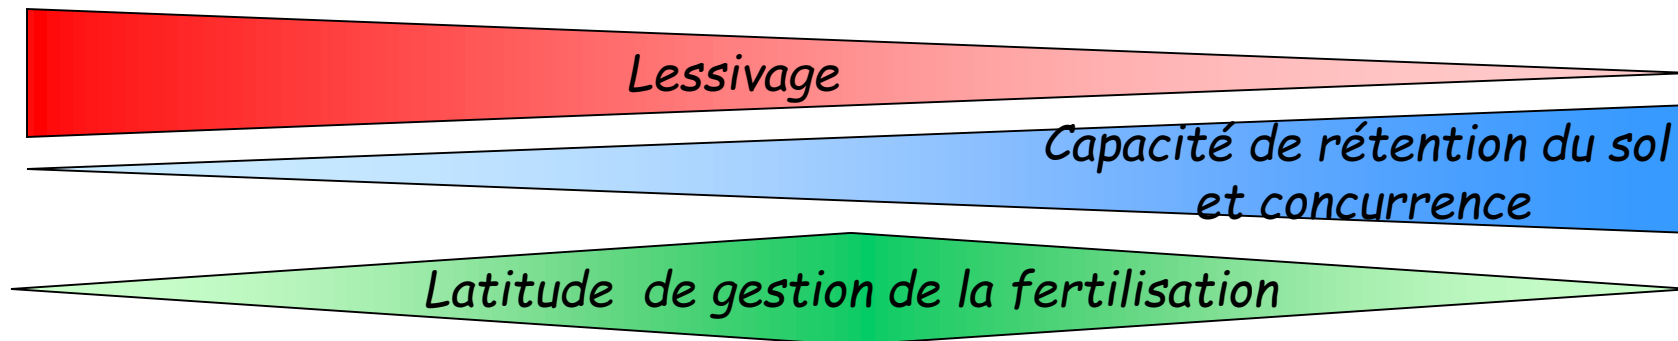 Lessivage
Capacité de rétention du sol
et concurrence
Latitude de gestion de la fertilisation